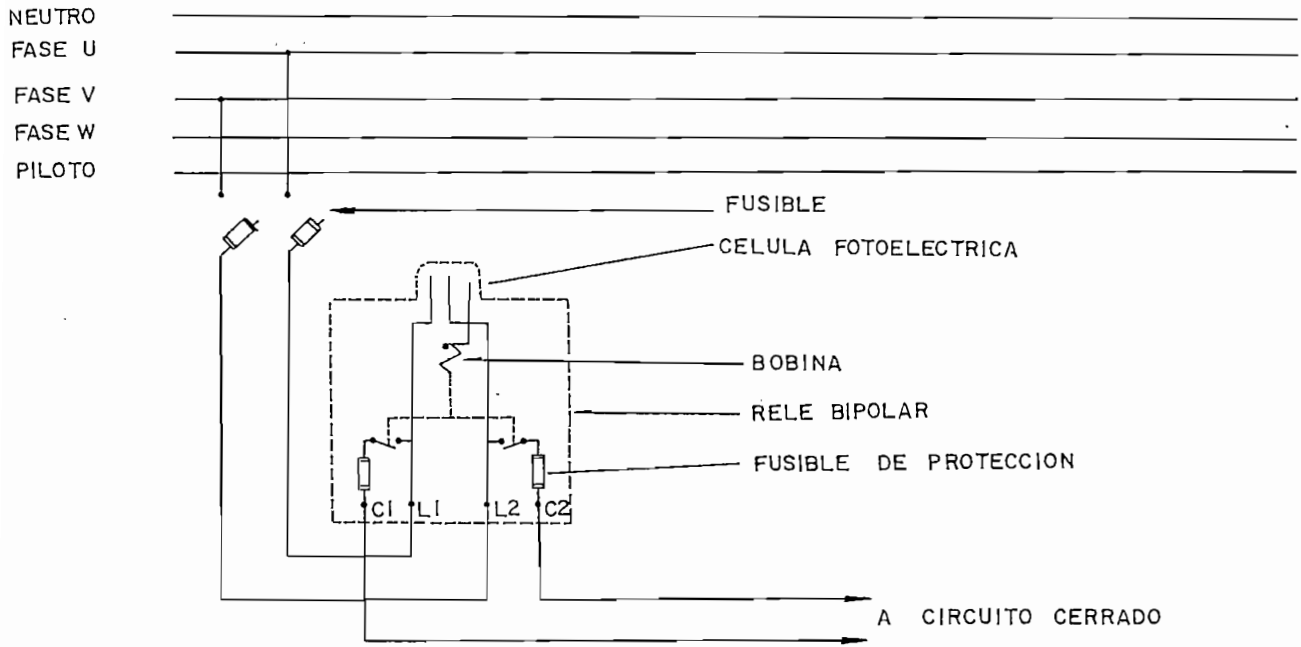 NEUTRO
FASE U
FASE V
FASE W
PILOTO
FUSIBLE
CELULA FOTOELECTRICA
BOBINA
RELE BIPOLAR
FUSIBLE DE PROTECCION
C1 L1 L2 C2
A CIRCUITO CERRADO